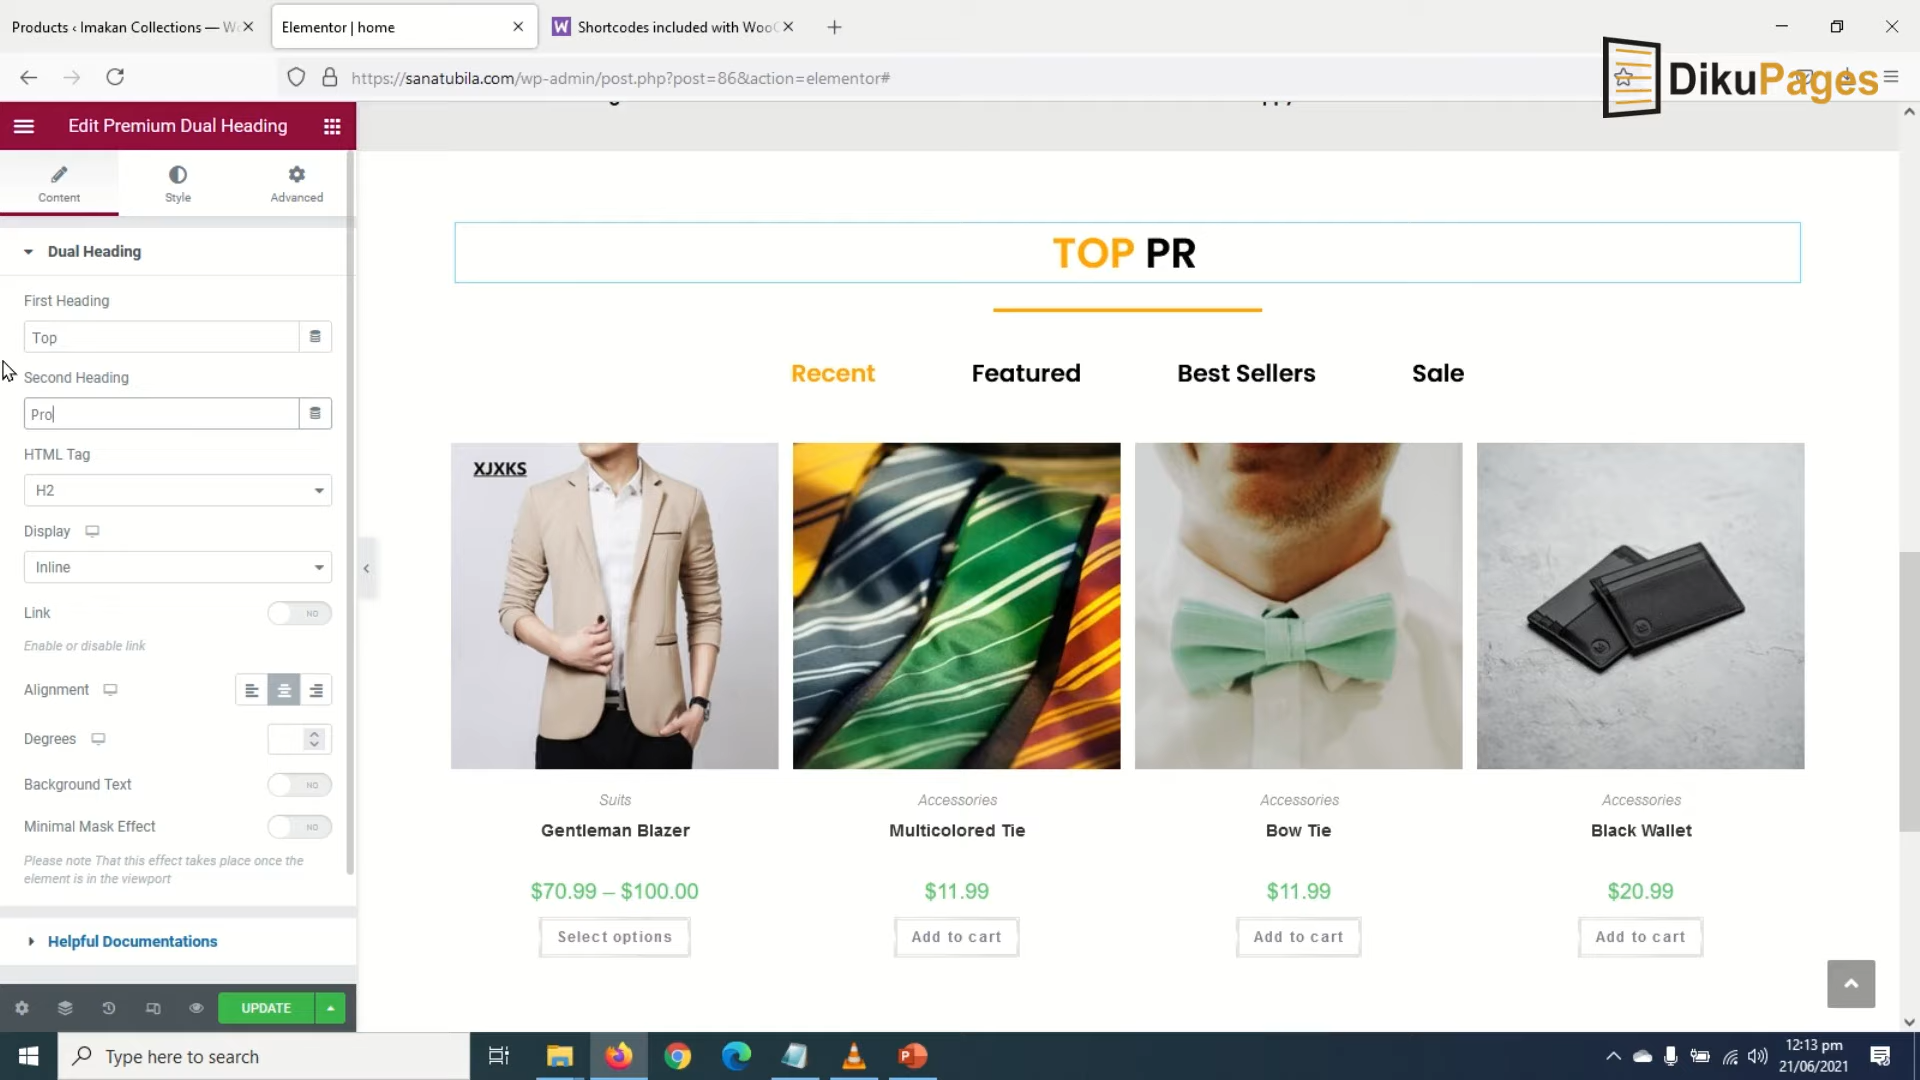 Products ‹ Imakan Collections — W
Elementor | home
Shortcodes included with WooC
https://sanatubila.com/wp-admin/post.php?post=86&action=elementor#
DikuPages
Edit Premium Dual Heading
Content
Style
Advanced
Dual Heading
First Heading
Top
Second Heading
Pro
HTML Tag
H2
Display
Inline
Link
NO
Enable or disable link
Alignment
Degrees
Background Text
NO
Minimal Mask Effect
NO
Please note That this effect takes place once the
element is in the viewport
Helpful Documentations
UPDATE
TOP PR
Recent
Featured
Best Sellers
Sale
XJXKS
Suits
Gentleman Blazer
$70.99 – $100.00
Select options
Accessories
Multicolored Tie
$11.99
Add to cart
Accessories
Bow Tie
$11.99
Add to cart
Accessories
Black Wallet
$20.99
Add to cart
Type here to search
12:13 pm
21/06/2021